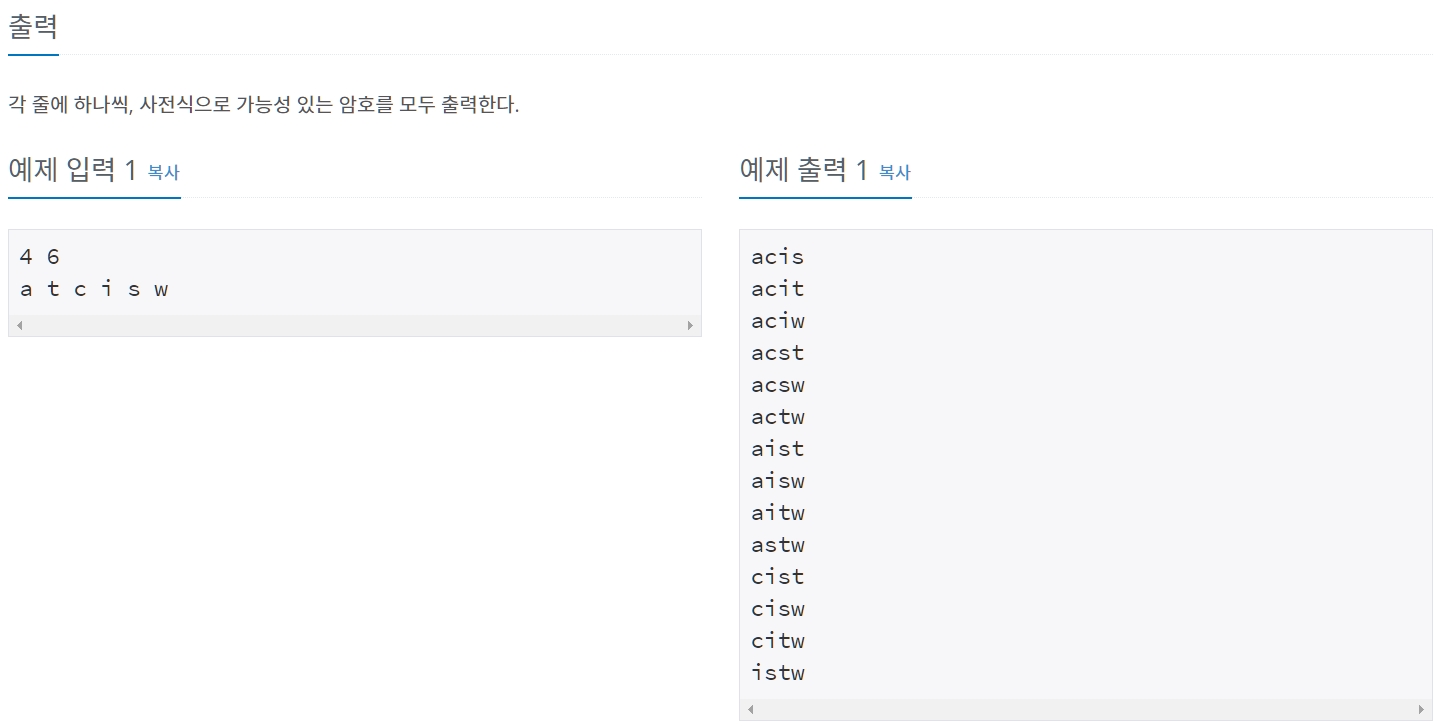 출력
각 줄에 하나씩, 사전식으로 가능성 있는 암호를 모두 출력한다.
예제 입력 1 복사
4 6
a t c i s w
예제 출력 1 복사
acis
acit
aciw
acst
acsw
actw
aist
aisw
aitw
astw
cist
cisw
citw
istw